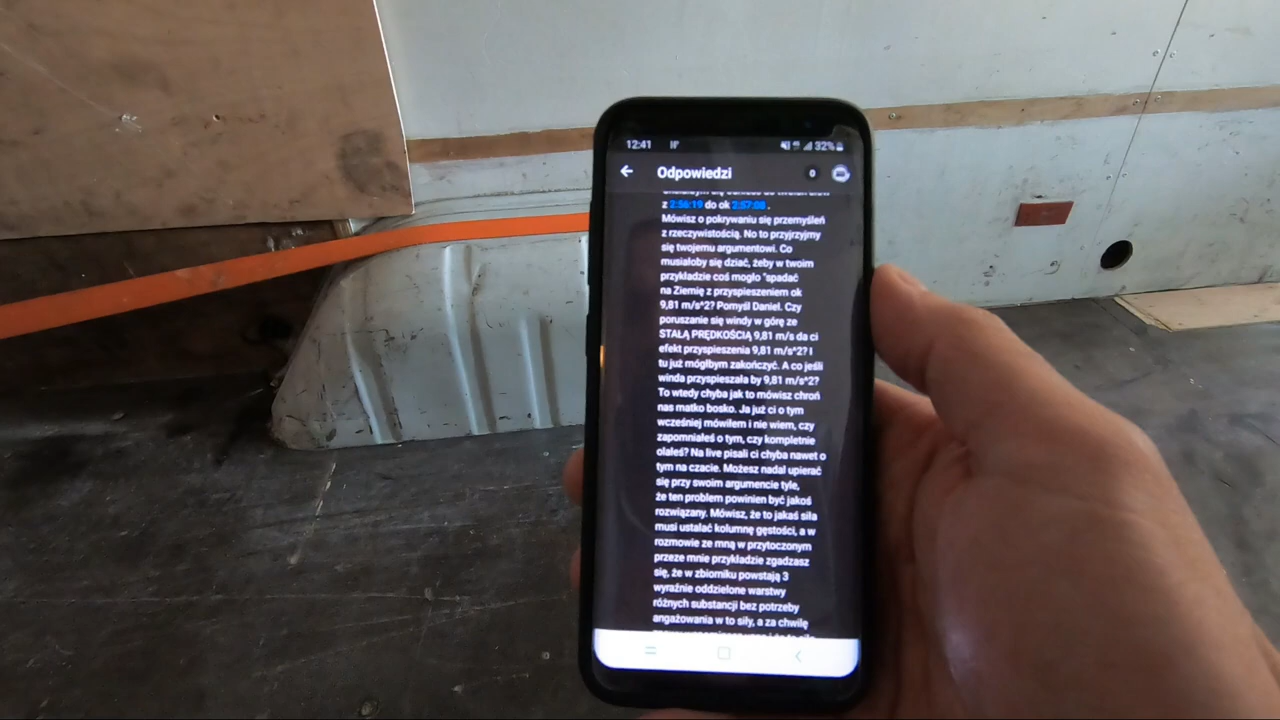 12:41
32%
Odpowiedzi
0
z 2:56:19 do ok 2:57:08 .
Mówisz o pokrywaniu się przemyśleń
z rzeczywistością. No to przyjrzyjmy
się twojemu argumentowi. Co
musiałoby się dziać, żeby w twoim
przykładzie coś mogło "spadać
na Ziemię z przyspieszeniem ok
9,81 m/s^2? Pomyśl Daniel. Czy
poruszanie się windy w górę ze
STAŁĄ PRĘDKOŚCIĄ 9,81 m/s da ci
efekt przyspieszenia 9,81 m/s^2? I
tu już mógłbym zakończyć. A co jeśli
winda przyspieszała by 9,81 m/s^2?
To wtedy chyba jak to mówisz chroń
nas matko bosko. Ja już ci o tym
wcześniej mówiłem i nie wiem, czy
zapomniałeś o tym, czy kompletnie
olałeś? Na live pisali ci chyba nawet o
tym na czacie. Możesz nadal upierać
się przy swoim argumencie tyle,
że ten problem powinien być jakoś
rozwiązany. Mówisz, że to jakaś siła
musi ustalać kolumnę gęstości, a w
rozmowie ze mną w przytoczonym
przeze mnie przykładzie zgadzasz
się, że w zbiorniku powstają 3
wyraźnie oddzielone warstwy
różnych substancji bez potrzeby
angażowania w to siły, a za chwilę